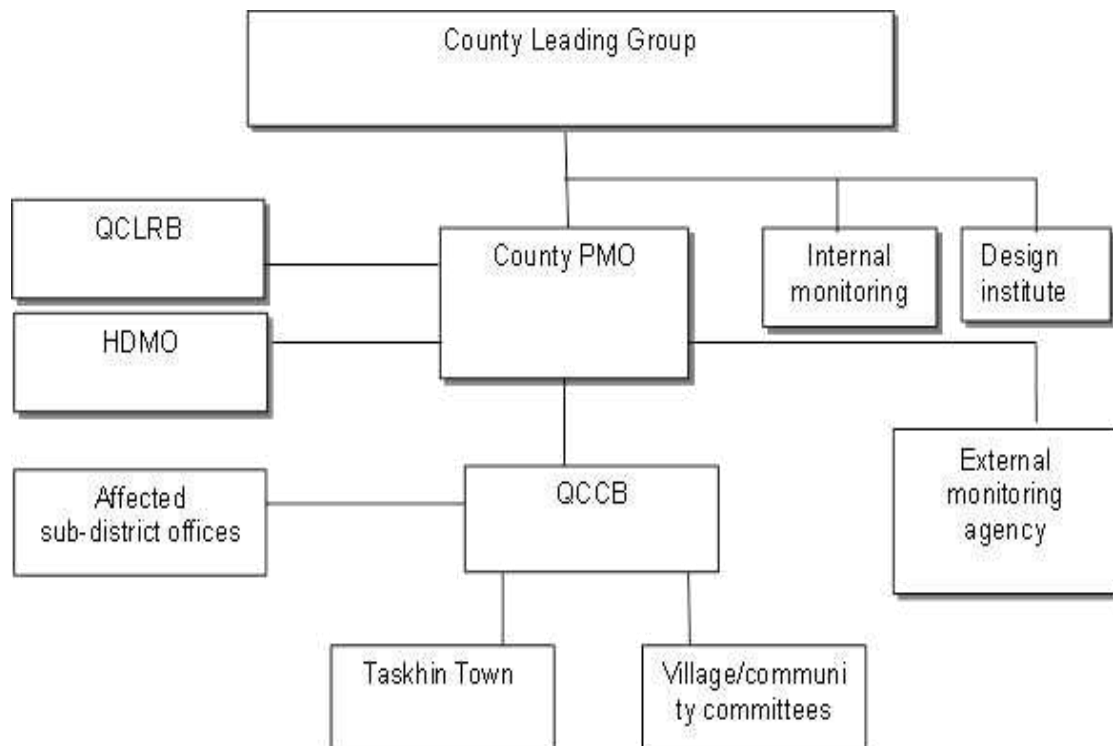 County Leading Group
QCLRB
County PMO
Internal
monitoring
Design
institute
HDMO
Affected
sub-district offices
QCCB
External
monitoring
agency
Taskhin Town
Village/communi
ty committees